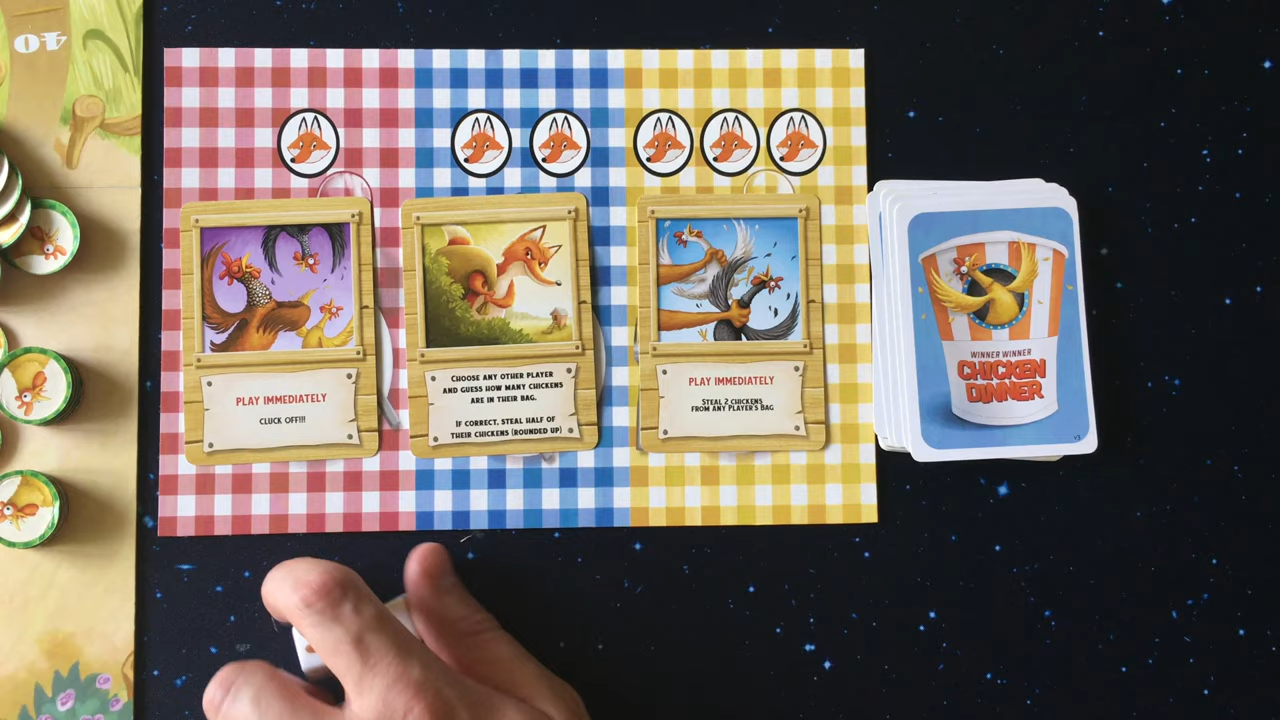 40
PLAY IMMEDIATELY
CLUCK OFF!!!
CHOOSE ANY OTHER PLAYER
AND GUESS HOW MANY CHICKENS
ARE IN THEIR BAG.
IF CORRECT, STEAL HALF OF
THEIR CHICKENS (ROUNDED UP)
PLAY IMMEDIATELY
STEAL 2 CHICKENS
FROM ANY PLAYER'S BAG
WINNER WINNER
CHICKEN
DINNER
V3